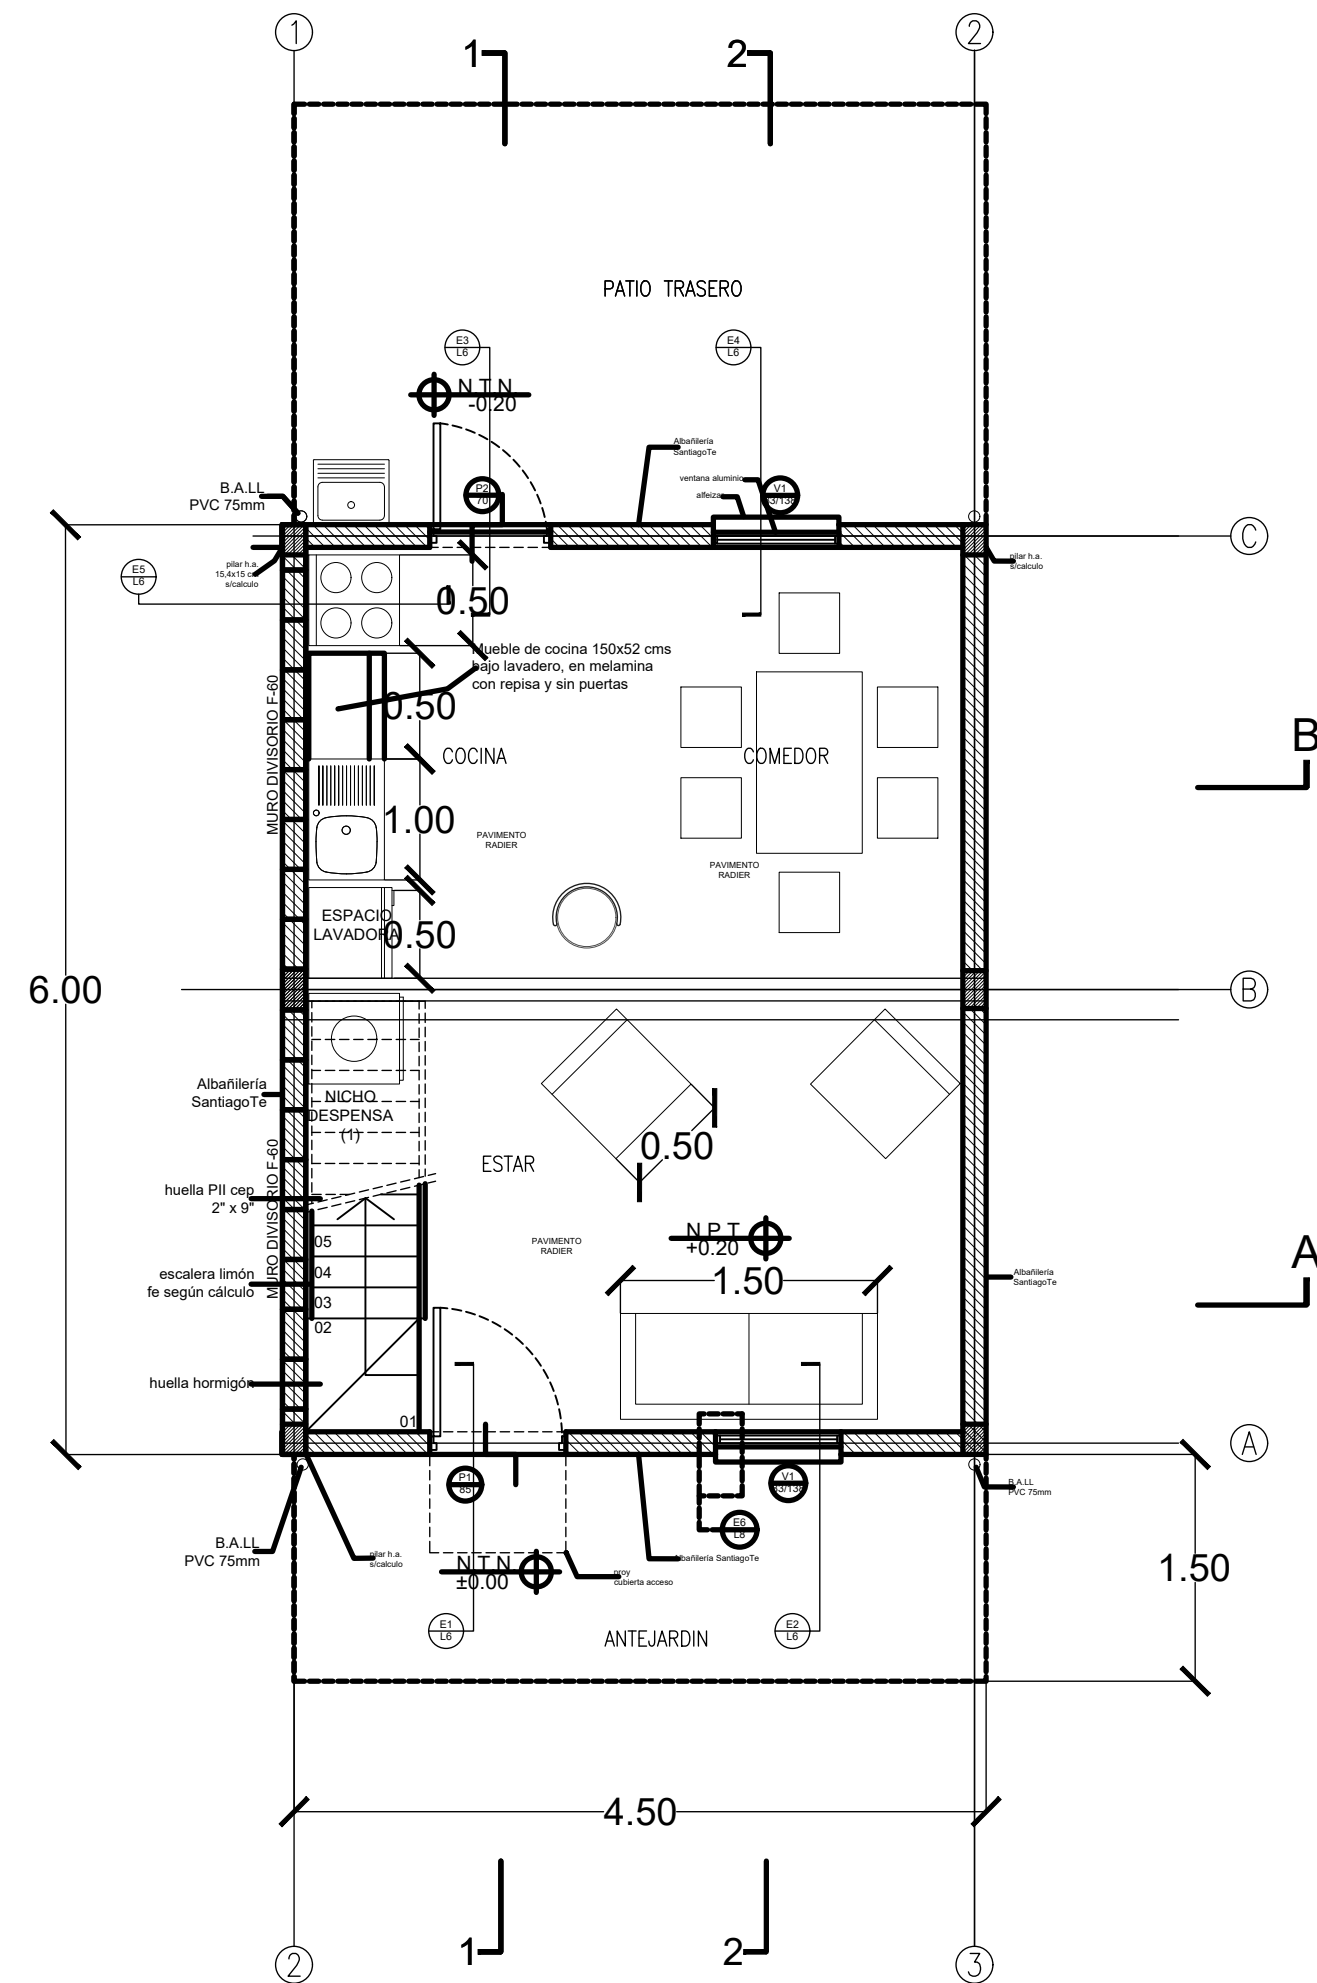 1
2
1
2
PATIO TRASERO
E3
L6
E4
L6
N.T.N
-0.20
Albañilería
SantiagoTe
ventana aluminio
alfeizar
B.A.LL
PVC 75mm
P2
70
V1
C
pilar h.a.
15,4x15 cm
s/calculo
pilar h.a.
s/calculo
E5
L6
0.50
Mueble de cocina 150x52 cms
bajo lavadero, en melamina
con repisa y sin puertas
0.50
MURO DIVISORIO F-60
COCINA
COMEDOR
B
1.00
PAVIMENTO
RADIER
PAVIMENTO
RADIER
ESPACIO
LAVADORA
0.50
6.00
B
Albañilería
SantiagoTe
NICHO
DESPENSA
(1)
0.50
ESTAR
MURO DIVISORIO F-60
huella PII cep
2" x 9"
N P T
+0.20
PAVIMENTO
RADIER
A
05
04
03
02
01
escalera limón
fe según cálculo
1.50
Albañilería
SantiagoTe
huella hormigón
A
P1
85
V1
B.A.LL
PVC 75mm
E6
L8
B.A.LL
PVC 75mm
pilar h.a.
s/calculo
Albañilería SantiagoTe
N.T.N.
±0.00
proy
cubierta acceso
1.50
E1
L6
E2
L6
ANTEJARDIN
4.50
1
2
2
3